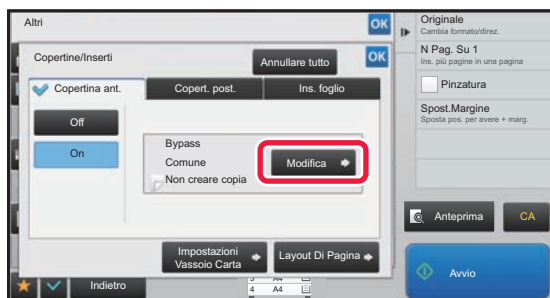 Altri
OK
Copertine/Inserti
Annullare tutto
OK
Copertina ant.
Copert. post.
Ins. foglio
Off
On
Bypass
Comune
Non creare copia
Modifica
Impostazioni
Vassoio Carta
Layout Di Pagina
Indietro
3 A4
4 A4
Originale
Cambia formato/direz.
N Pag. Su 1
Ins. più pagine in una pagina
Pinzatura
Spost.Margine
Sposta pos. per avere + marg.
Anteprima
CA
Avvio